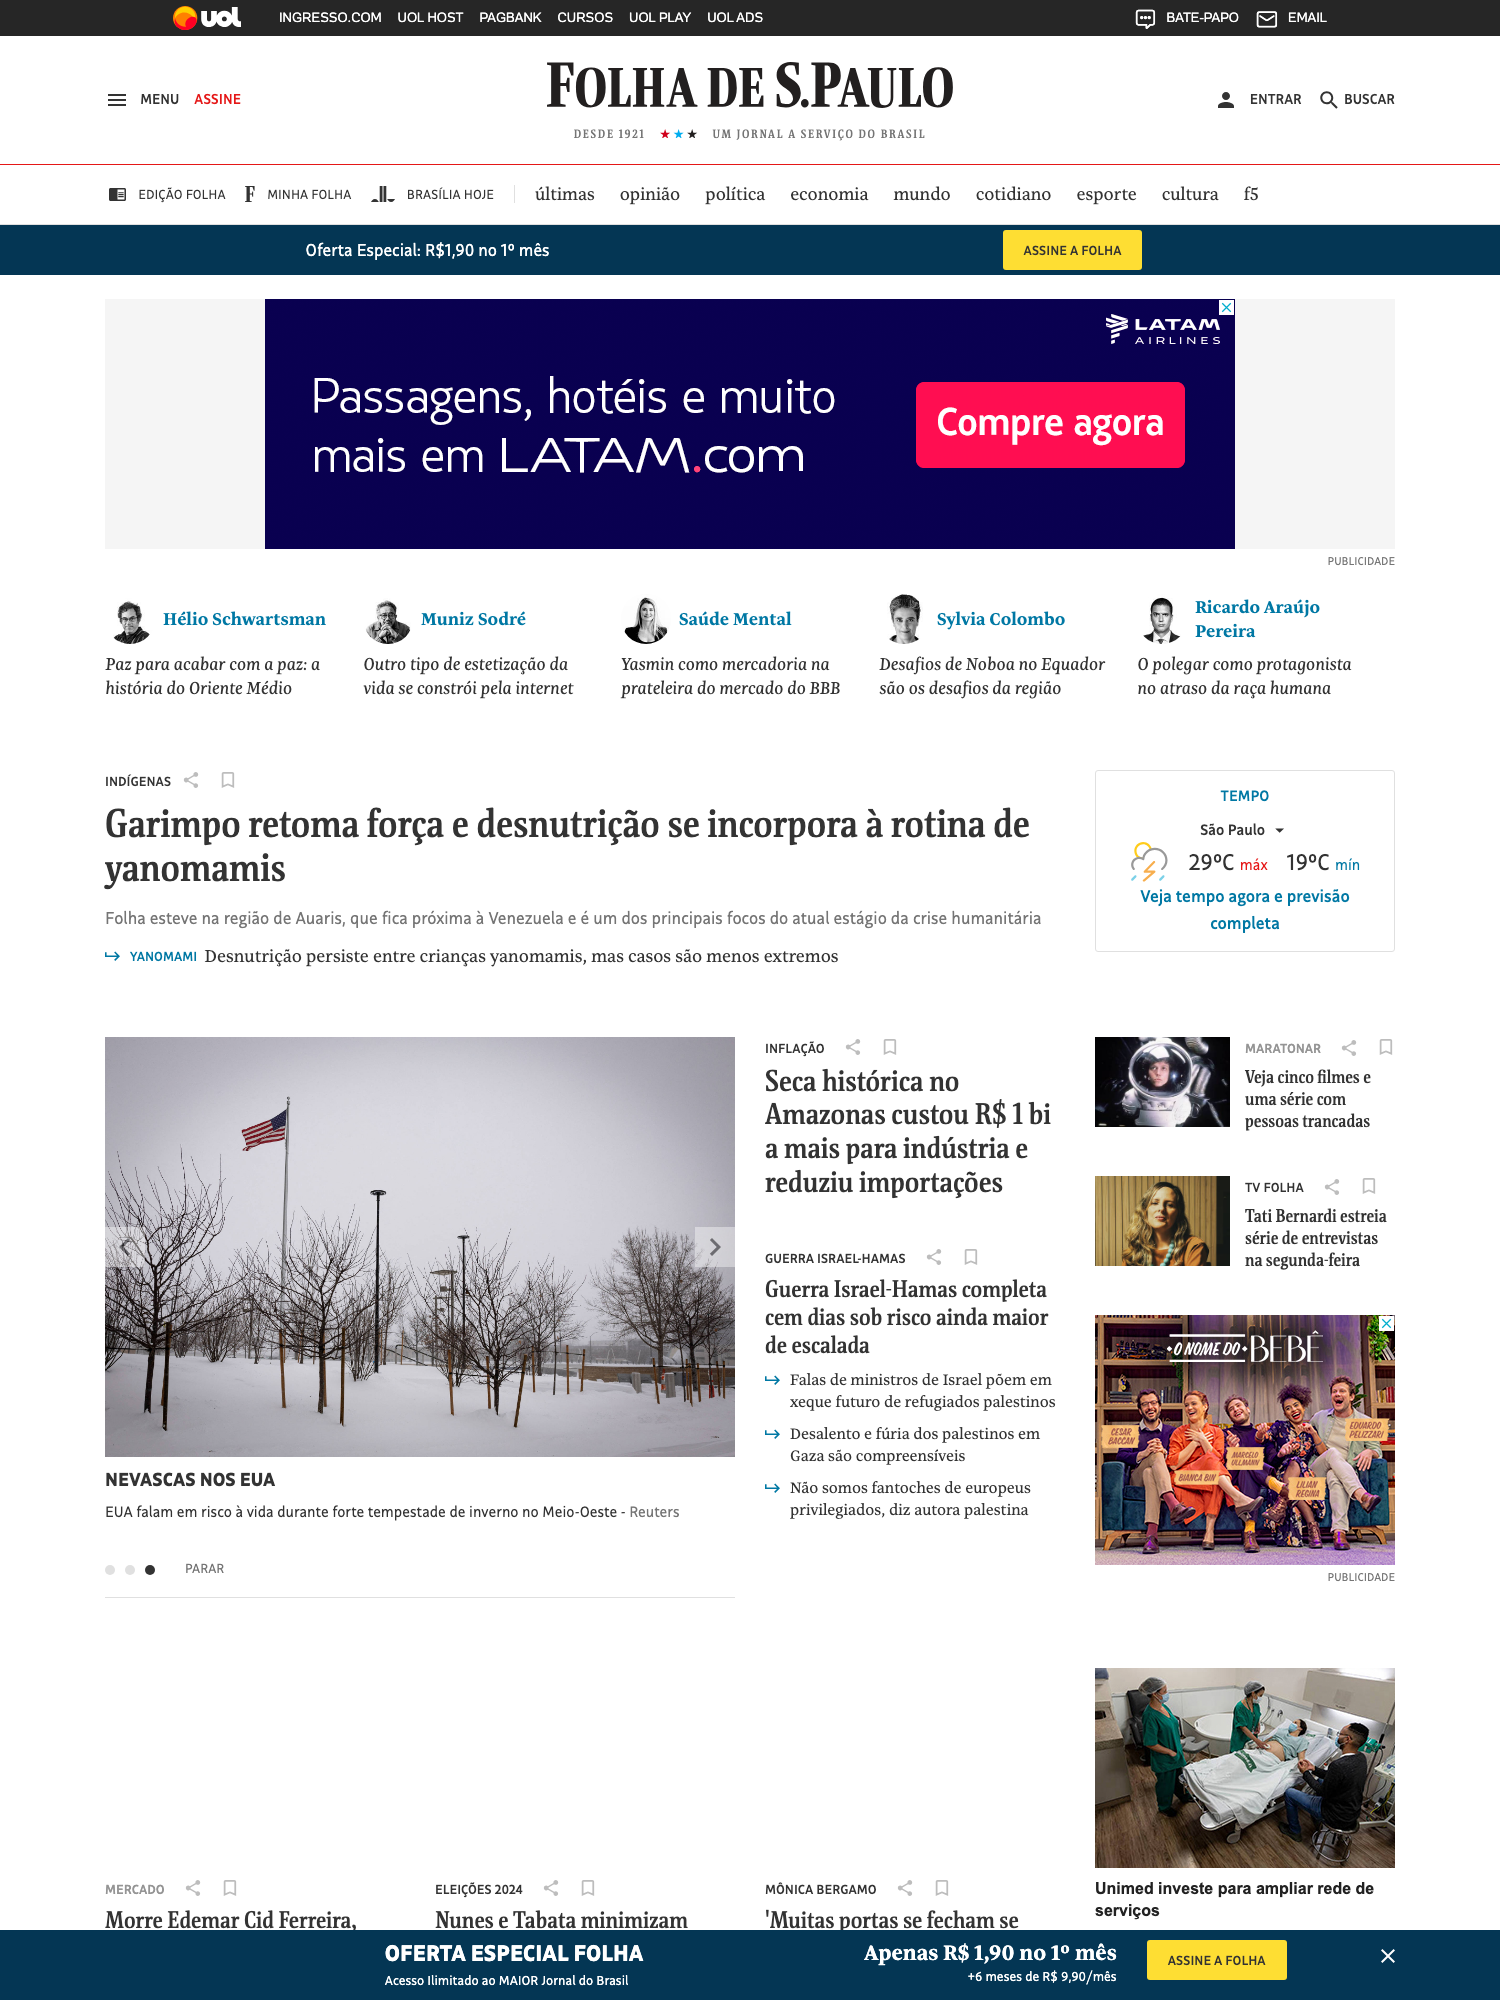 uol
INGRESSO.COM UOL HOST PAGBANK CURSOS UOL PLAY UOL ADS
BATE-PAPO EMAIL
MENU ASSINE
FOLHA DE S.PAULO
DESDE 1921 ★★★ UM JORNAL A SERVIÇO DO BRASIL
ENTRAR BUSCAR
EDIÇÃO FOLHA F MINHA FOLHA BRASÍLIA HOJE
últimas opinião política economia mundo cotidiano esporte cultura f5
Oferta Especial: R$1,90 no 1º mês
ASSINE A FOLHA
LATAM
AIRLINES
Passagens, hotéis e muito
mais em LATAM.com
Compre agora
PUBLICIDADE
Hélio Schwartsman
Paz para acabar com a paz: a
história do Oriente Médio
Muniz Sodré
Outro tipo de estetização da
vida se constrói pela internet
Saúde Mental
Yasmin como mercadoria na
prateleira do mercado do BBB
Sylvia Colombo
Desafios de Noboa no Equador
são os desafios da região
Ricardo Araújo
Pereira
O polegar como protagonista
no atraso da raça humana
INDÍGENAS
Garimpo retoma força e desnutrição se incorpora à rotina de
yanomamis
Folha esteve na região de Auaris, que fica próxima à Venezuela e é um dos principais focos do atual estágio da crise humanitária
YANOMAMI Desnutrição persiste entre crianças yanomamis, mas casos são menos extremos
TEMPO
São Paulo
29ºC máx 19ºC mín
Veja tempo agora e previsão
completa
NEVASCAS NOS EUA
EUA falam em risco à vida durante forte tempestade de inverno no Meio-Oeste - Reuters
PARAR
INFLAÇÃO
Seca histórica no
Amazonas custou R$ 1 bi
a mais para indústria e
reduziu importações
GUERRA ISRAEL-HAMAS
Guerra Israel-Hamas completa
cem dias sob risco ainda maior
de escalada
Falas de ministros de Israel põem em
xeque futuro de refugiados palestinos
Desalento e fúria dos palestinos em
Gaza são compreensíveis
Não somos fantoches de europeus
privilegiados, diz autora palestina
MARATONAR
Veja cinco filmes e
uma série com
pessoas trancadas
TV FOLHA
Tati Bernardi estreia
série de entrevistas
na segunda-feira
O NOME DO BEBÊ
CESAR
BACCAN
BIANCA BIN
MARCELO
ULLMANN
LILIAN
REGINA
EDUARDO
PELIZZARI
PUBLICIDADE
Unimed investe para ampliar rede de
serviços
MERCADO
Morre Edemar Cid Ferreira,
ELEIÇÕES 2024
Nunes e Tabata minimizam
MÔNICA BERGAMO
'Muitas portas se fecham se
OFERTA ESPECIAL FOLHA
Acesso Ilimitado ao MAIOR Jornal do Brasil
Apenas R$ 1,90 no 1º mês
+6 meses de R$ 9,90/mês
ASSINE A FOLHA